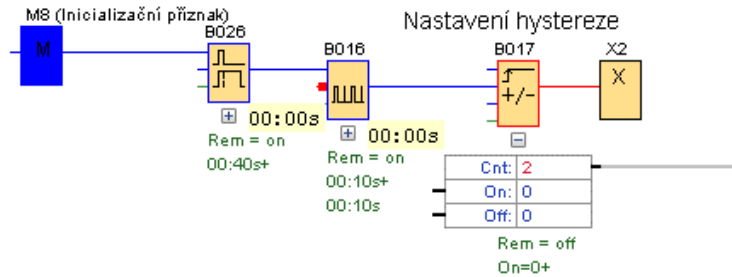 M8 (Inicializační příznak)
Nastavení hystereze
B026
B016
B017
X2
M
+/-
X
00:00s
00:00s
Rem = on
00:40s+
Rem = on
00:10s+
00:10s
Cnt: 2
On: 0
Off: 0
Rem = off
On=0+